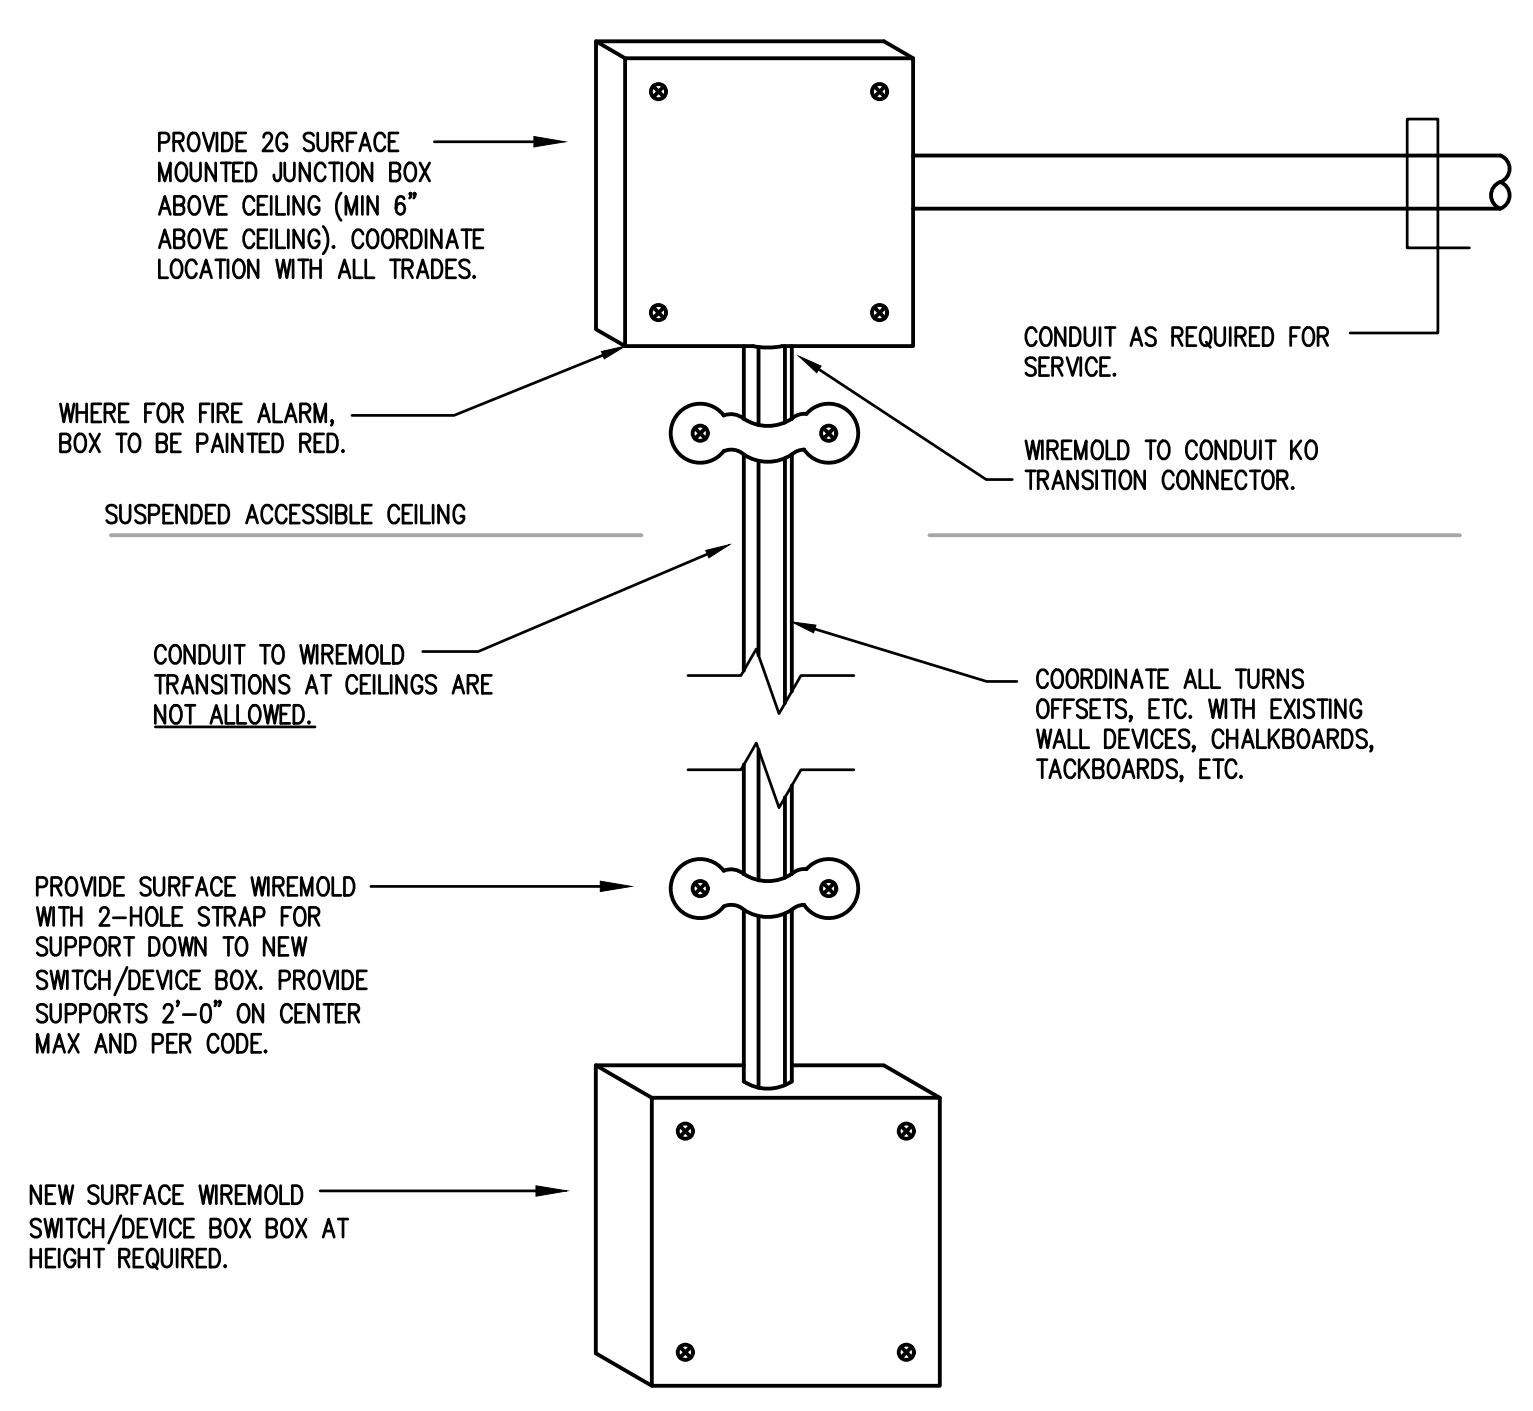 PROVIDE 2G SURFACE
MOUNTED JUNCTION BOX
ABOVE CEILING (MIN 6"
ABOVE CEILING). COORDINATE
LOCATION WITH ALL TRADES.
CONDUIT AS REQUIRED FOR
SERVICE.
WHERE FOR FIRE ALARM,
BOX TO BE PAINTED RED.
WIREMOLD TO CONDUIT KO
TRANSITION CONNECTOR.
SUSPENDED ACCESSIBLE CEILING
CONDUIT TO WIREMOLD
TRANSITIONS AT CEILINGS ARE
NOT ALLOWED.
COORDINATE ALL TURNS
OFFSETS, ETC. WITH EXISTING
WALL DEVICES, CHALKBOARDS,
TACKBOARDS, ETC.
PROVIDE SURFACE WIREMOLD
WITH 2-HOLE STRAP FOR
SUPPORT DOWN TO NEW
SWITCH/DEVICE BOX. PROVIDE
SUPPORTS 2'-0" ON CENTER
MAX AND PER CODE.
NEW SURFACE WIREMOLD
SWITCH/DEVICE BOX BOX AT
HEIGHT REQUIRED.